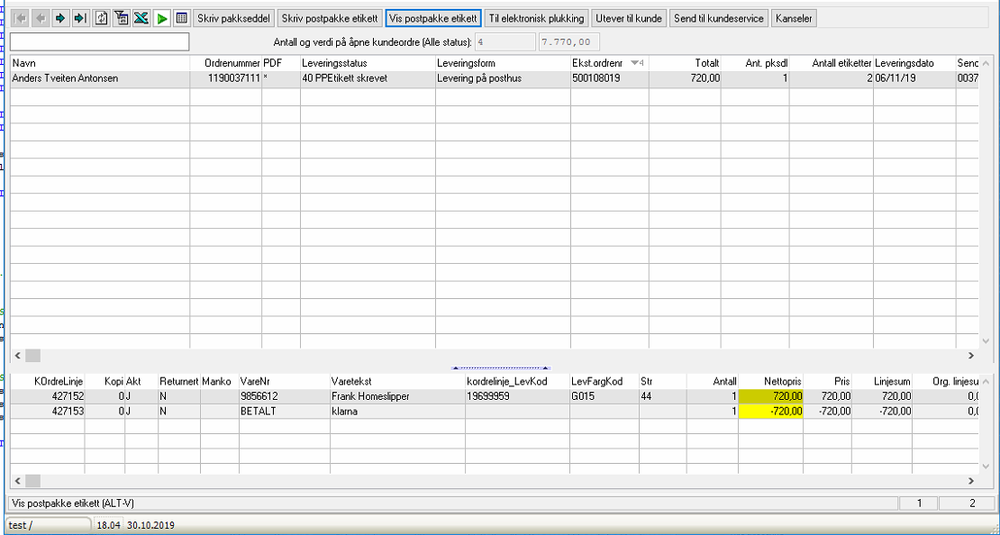 Skriv pakkseddel Skriv postpakke etikett Vis postpakke etikett Til elektronisk plukking Utever til kunde Send til kundeservice Kanseler
Antall og verdi på åpne kundeordre (Alle status): 4 7.770,00
Navn Ordrenummer PDF Leveringsstatus Leveringsform Ekst.ordrenr 4 Totalt Ant. pksdl Antall etiketter Leveringsdato Senc
Anders Tveiten Antonsen 1190037111 * 40 PPEtikett skrevet Levering på posthus 500108019 720,00 1 2 06/11/19 0037
KOrdreLinje Kopi Akt Returnert Manko VareNr Varetekst kordrelinje_LevKod LevFargKod Str Antall Nettopris Pris Linjesum Org. linjesu
427152 0 J N 9856612 Frank Homeslipper 19699959 G015 44 1 720,00 720,00 720,00 0,0
427153 0 J N BETALT klarna 1 -720,00 -720,00 -720,00 0,0
Vis postpakke etikett (ALT-V) 1 2
test / 18.04 30.10.2019